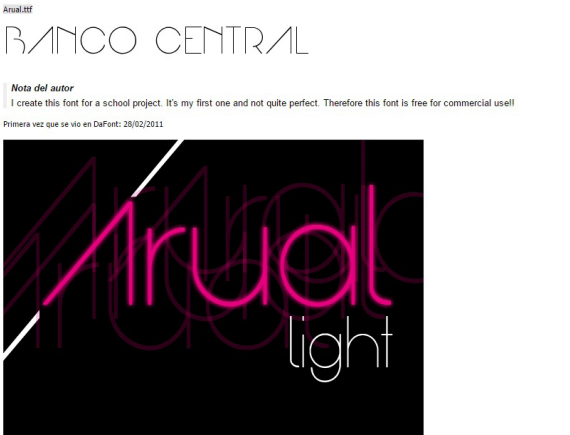 Arual.ttf
BANCO CENTRAL
Nota del autor
I create this font for a school project. It's my first one and not quite perfect. Therefore this font is free for commercial use!!
Primera vez que se vio en DaFont: 28/02/2011
Arual
light